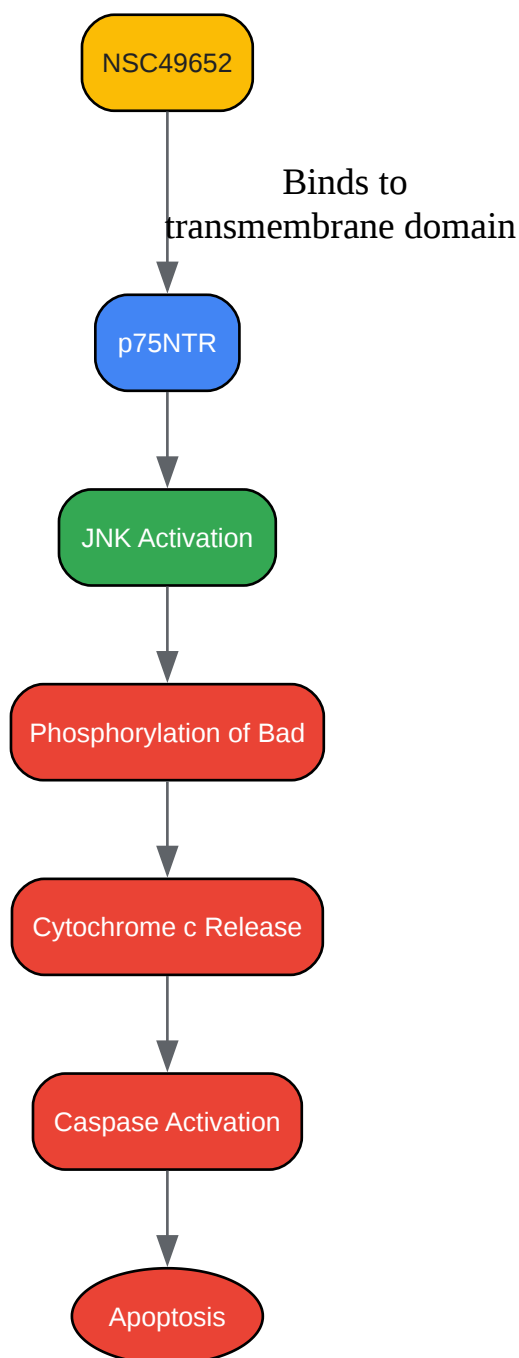 NSC49652
Binds to
transmembrane domain
p75NTR
JNK Activation
Phosphorylation of Bad
Cytochrome c Release
Caspase Activation
Apoptosis